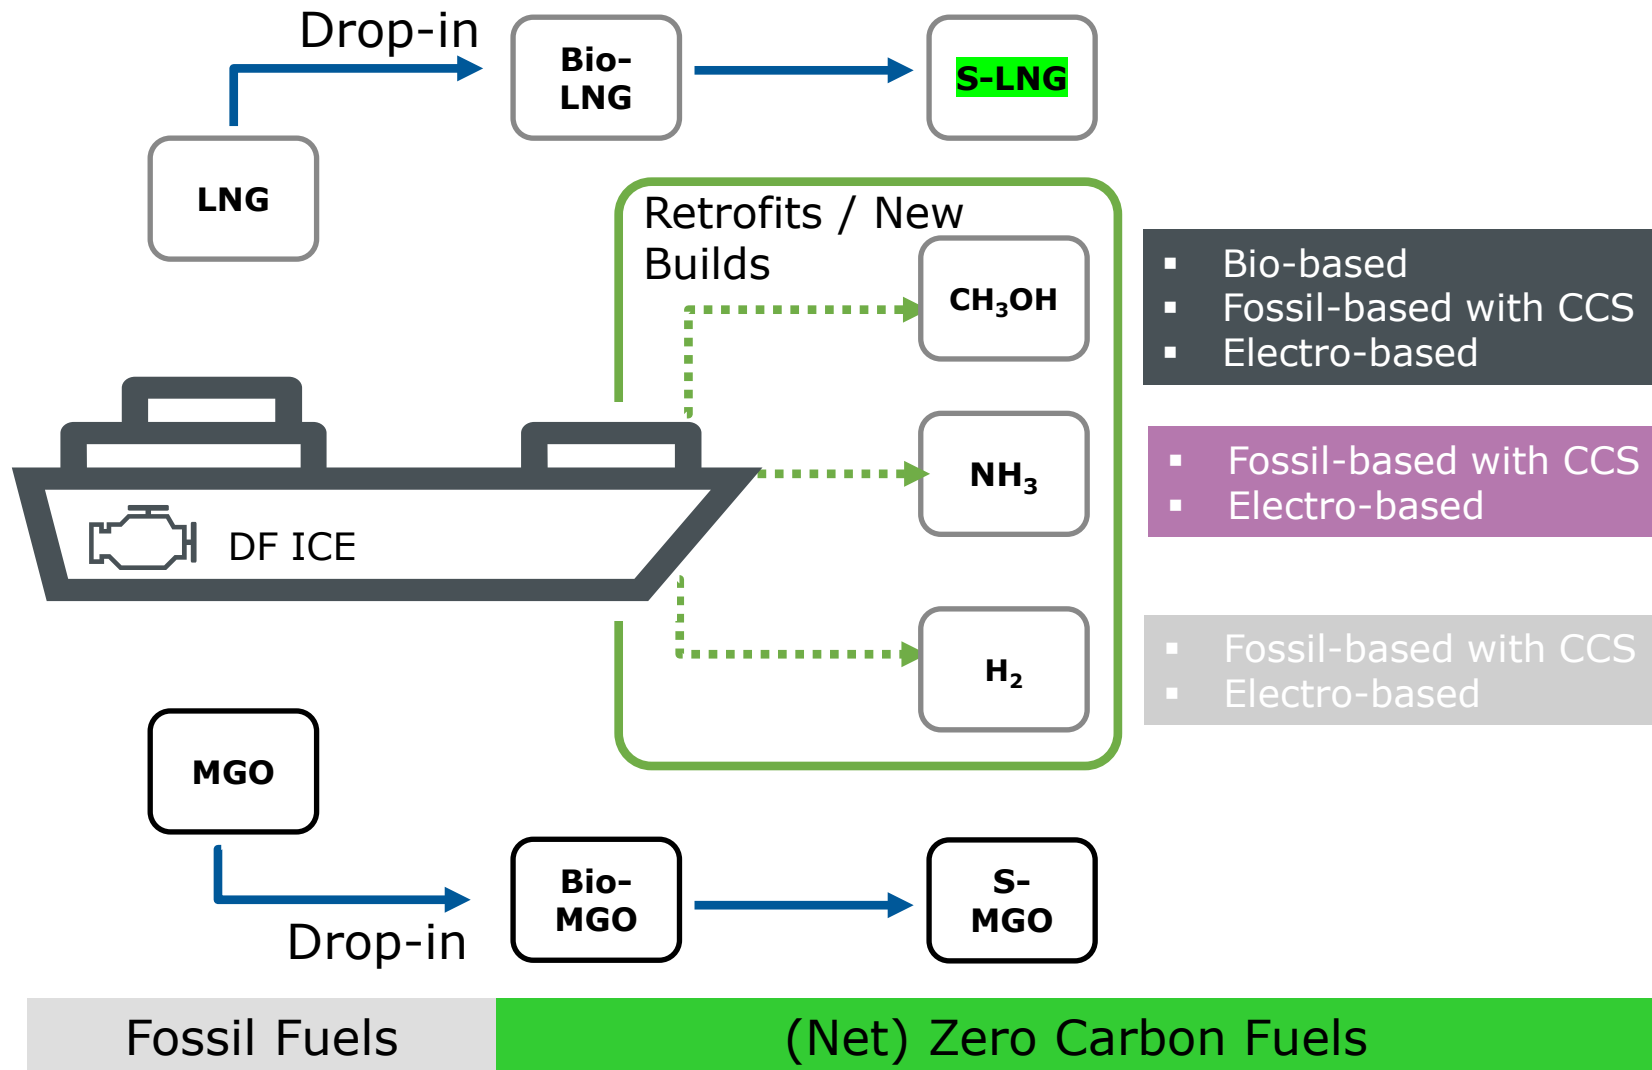 Drop-in
Bio-
LNG
S-LNG
LNG
Retrofits / New
Builds
CH₃OH
▪ Bio-based
▪ Fossil-based with CCS
▪ Electro-based
NH₃
▪ Fossil-based with CCS
▪ Electro-based
DF ICE
H₂
▪ Fossil-based with CCS
▪ Electro-based
MGO
Bio-
MGO
S-
MGO
Drop-in
Fossil Fuels
(Net) Zero Carbon Fuels